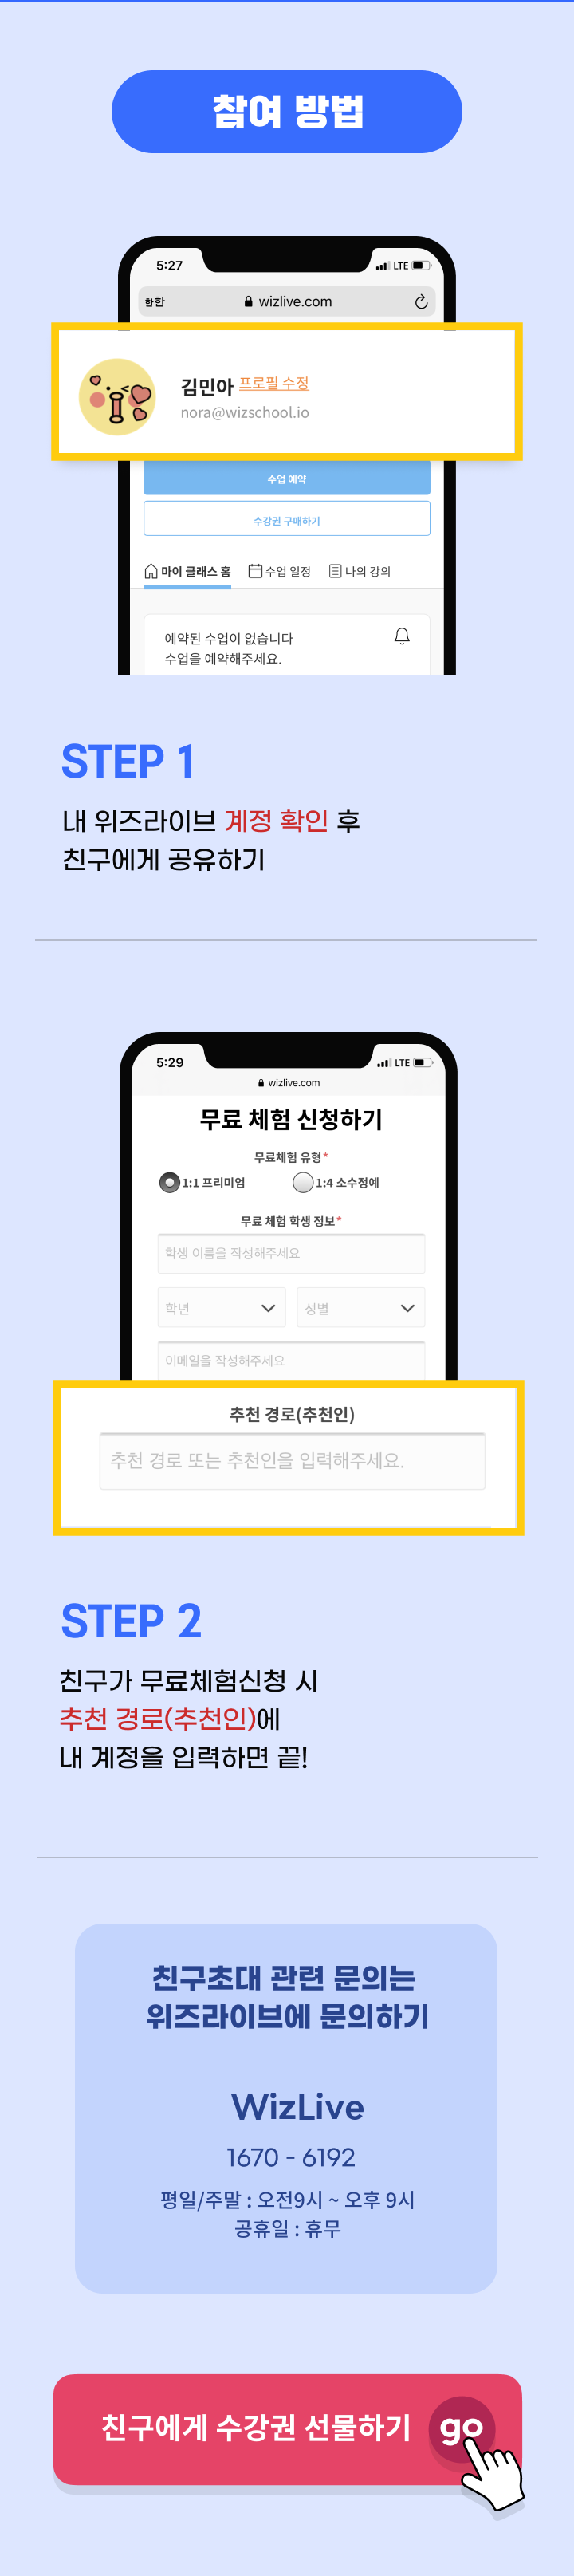 참여 방법
5:27
LTE
한한
wizlive.com
김민아 프로필 수정
nora@wizschool.io
수업 예약
수강권 구매하기
마이 클래스 홈 수업 일정 나의 강의
예약된 수업이 없습니다
수업을 예약해주세요.
STEP 1
내 위즈라이브 계정 확인 후
친구에게 공유하기
5:29
LTE
wizlive.com
무료 체험 신청하기
무료체험 유형*
1:1 프리미엄 1:4 소수정예
무료 체험 학생 정보*
학생 이름을 작성해주세요
학년 성별
이메일을 작성해주세요
추천 경로(추천인)
추천 경로 또는 추천인을 입력해주세요.
STEP 2
친구가 무료체험신청 시
추천 경로(추천인)에
내 계정을 입력하면 끝!
친구초대 관련 문의는
위즈라이브에 문의하기
WizLive
1670 - 6192
평일/주말 : 오전9시 ~ 오후 9시
공휴일 : 휴무
친구에게 수강권 선물하기 go